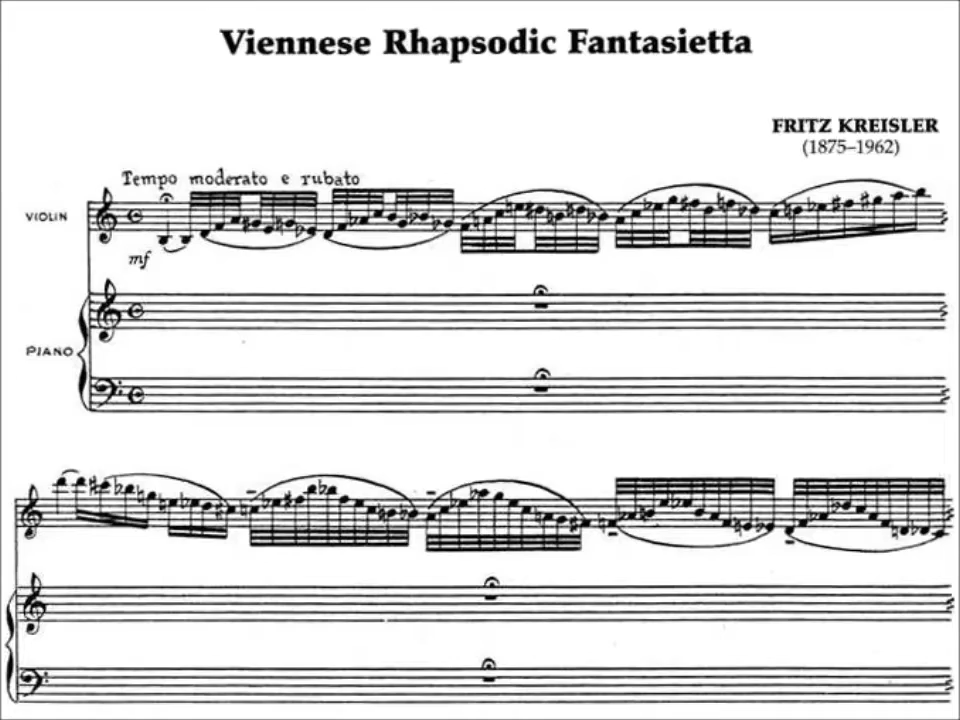 Viennese Rhapsodic Fantasietta
FRITZ KREISLER
(1875–1962)
Tempo moderato e rubato
VIOLIN
mf
PIANO